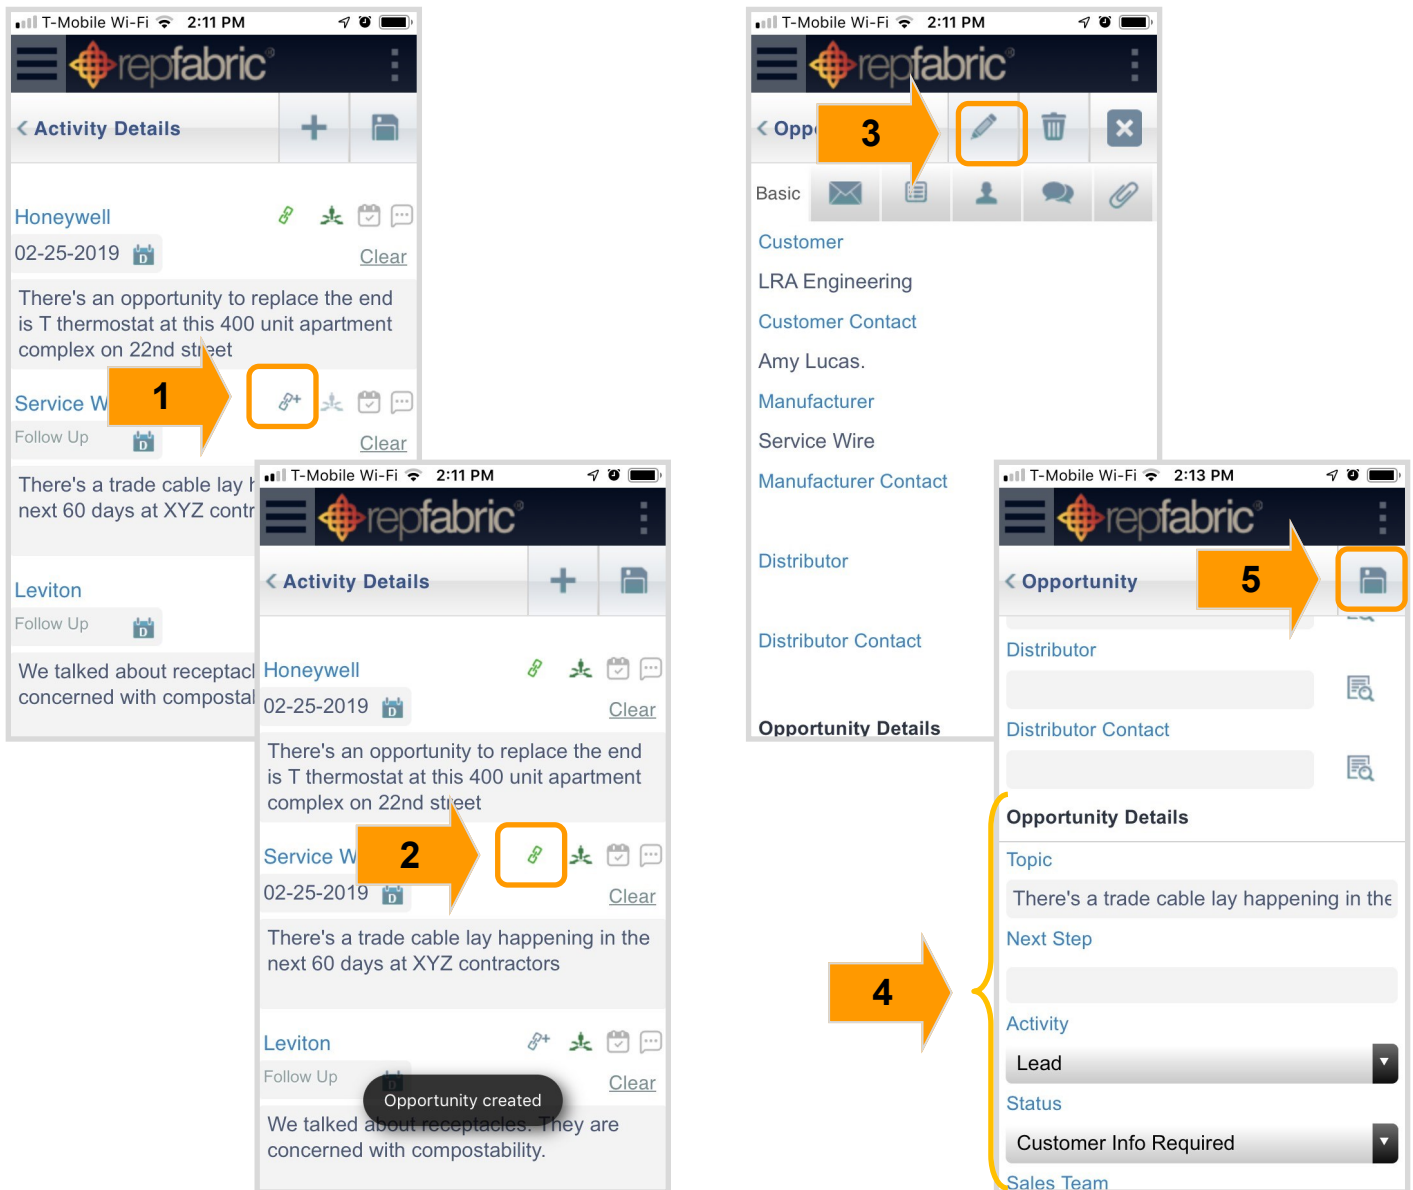 T-Mobile Wi-Fi 2:11 PM
repfabric®
Activity Details
Honeywell
02-25-2019 D
Clear
There's an opportunity to replace the end
is T thermostat at this 400 unit apartment
complex on 22nd street
1
Service W
Follow Up D
Clear
There's a trade cable lay h
next 60 days at XYZ contr
Leviton
Follow Up D
We talked about receptacl
concerned with compostal
T-Mobile Wi-Fi 2:11 PM
repfabric®
Activity Details
Honeywell
02-25-2019 D
Clear
There's an opportunity to replace the end
is T thermostat at this 400 unit apartment
complex on 22nd street
2
Service W
02-25-2019 D
Clear
There's a trade cable lay happening in the
next 60 days at XYZ contractors
Leviton
Follow Up D
Clear
Opportunity created
We talked about receptacles. They are
concerned with compostability.
T-Mobile Wi-Fi 2:11 PM
repfabric®
Oppo
3
Basic
Customer
LRA Engineering
Customer Contact
Amy Lucas.
Manufacturer
Service Wire
Manufacturer Contact
Distributor
Distributor Contact
Opportunity Details
T-Mobile Wi-Fi 2:13 PM
repfabric®
Opportunity
5
Distributor
Distributor Contact
Opportunity Details
Topic
There's a trade cable lay happening in the
Next Step
4
Activity
Lead
Status
Customer Info Required
Sales Team